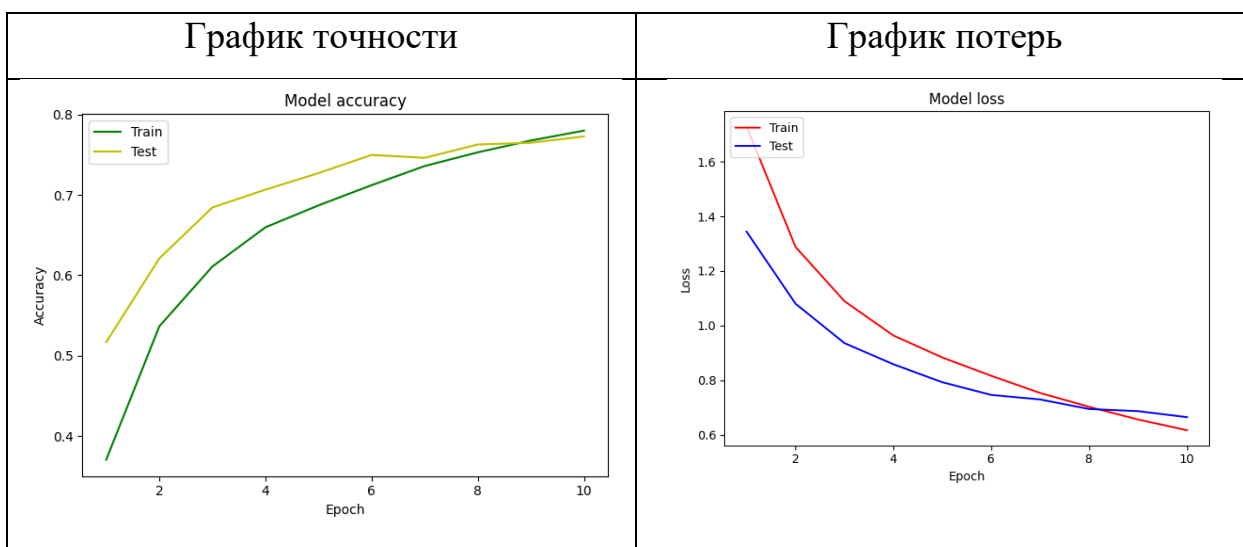 График точности
График потерь
Model accuracy
Train
Test
0.8
0.7
0.6
0.5
0.4
Accuracy
2 4 6 8 10
Epoch
Model loss
Train
Test
1.6
1.4
1.2
1.0
0.8
0.6
Loss
2 4 6 8 10
Epoch